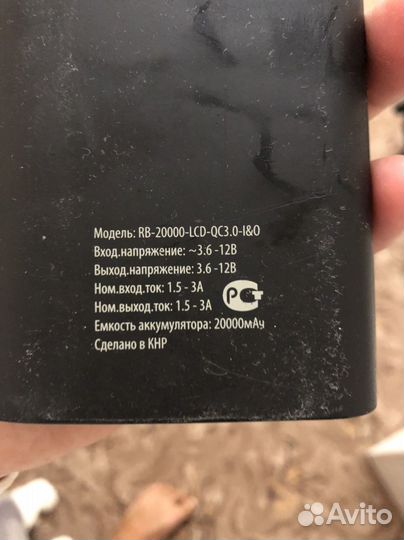 Модель: RB-20000-LCD-QC3.0-I&O
Вход.напряжение: ~3.6 -12В
Выход.напряжение: 3.6 -12В
Ном.вход.ток: 1.5 - 3А
Ном.выход.ток: 1.5 - 3А
Емкость аккумулятора: 20000мАч
Сделано в КНР
РСТ
Avito